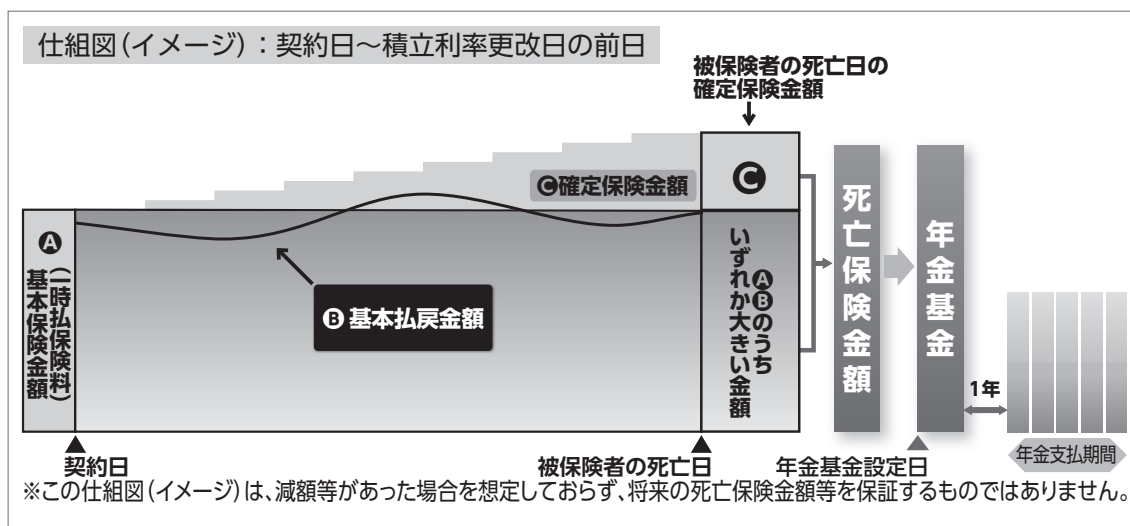 仕組図(イメージ):契約日～積立利率更改日の前日
被保険者の死亡日の
確定保険金額
Ⓒ確定保険金額
Ⓒ
Ⓐ
(一時払保険料)
基本保険金額
Ⓑ 基本払戻金額
ⒶⒷのうち
いずれか大きい金額
死亡保険金額
年金基金
1年
年金支払期間
契約日
被保険者の死亡日
年金基金設定日
※この仕組図(イメージ)は、減額等があった場合を想定しておらず、将来の死亡保険金額等を保証するものではありません。